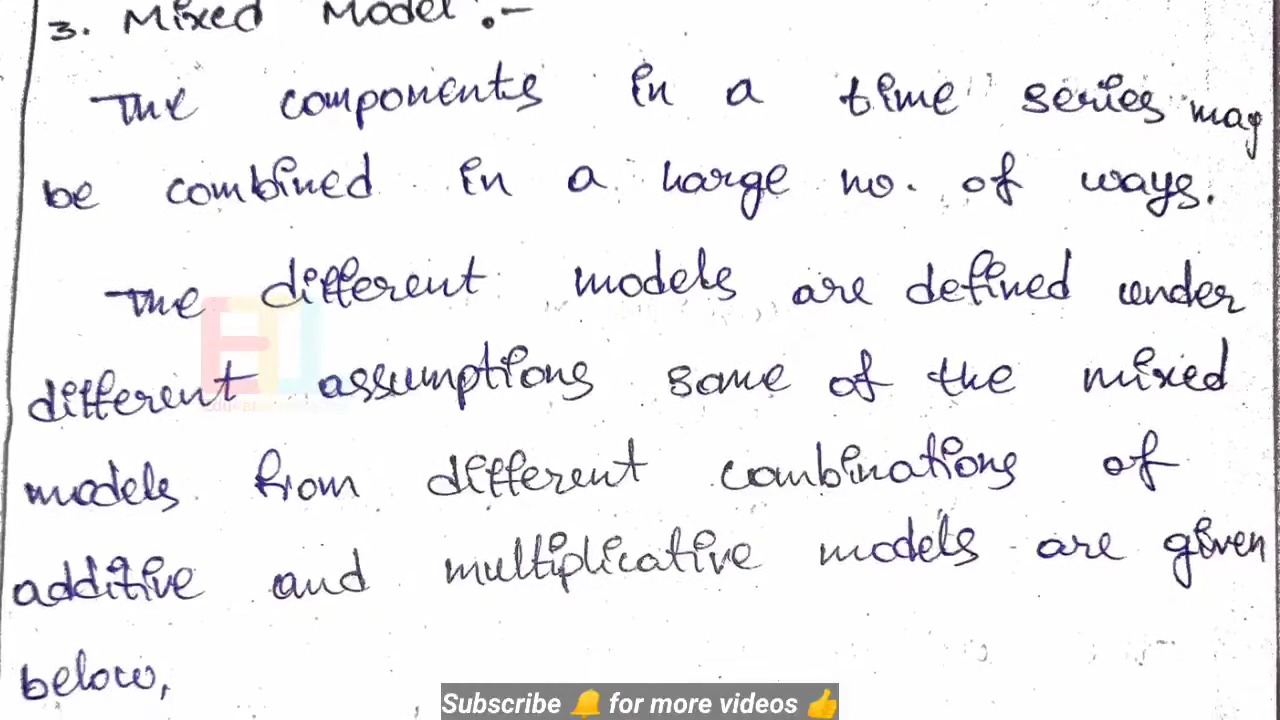 3. Mixed Model :-
The components in a time series may
be combined in a large no. of ways.
The different models are defined under
different assumptions some of the mixed
models from different combinations of
additive and multiplicative models are given
below,
Subscribe 🔔 for more videos 👍